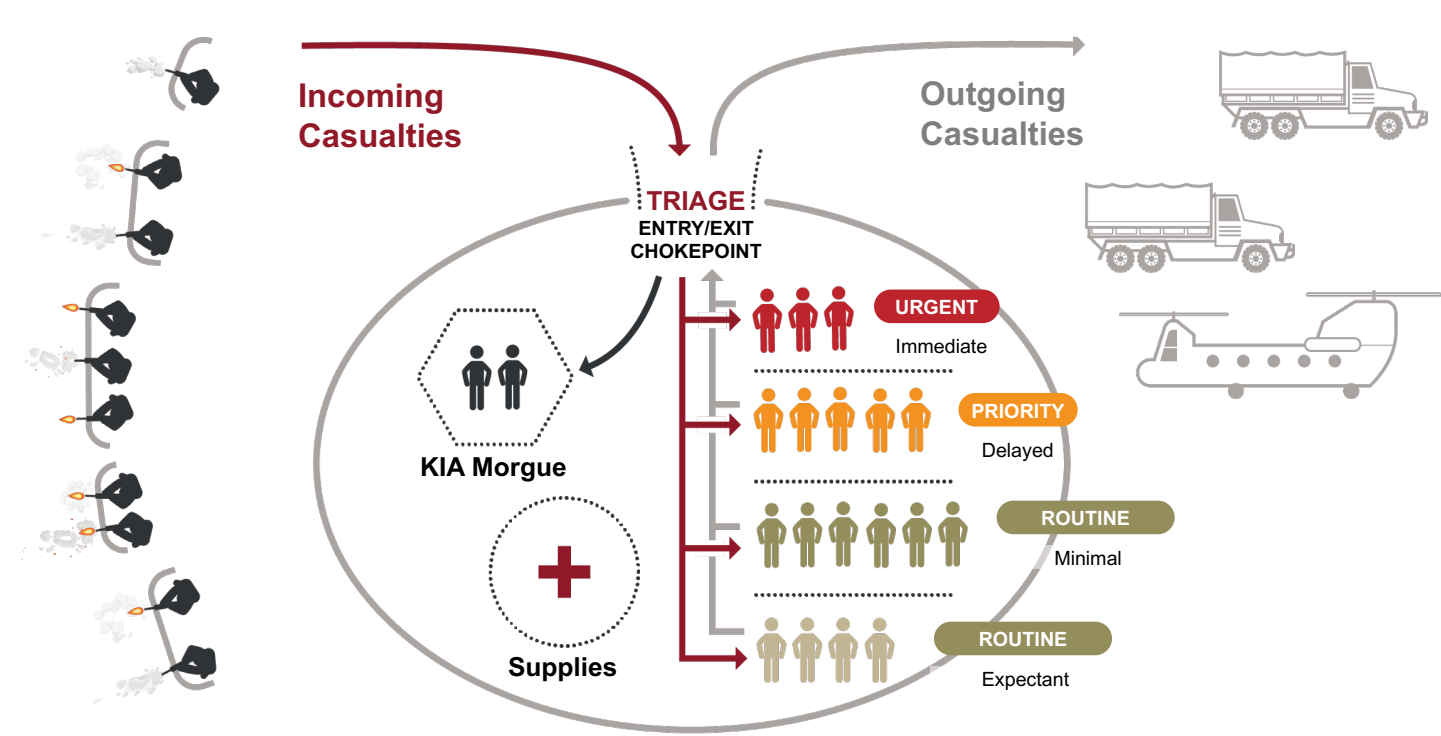 Incoming
Casualties
Outgoing
Casualties
TRIAGE
ENTRY/EXIT
CHOKEPOINT
URGENT
Immediate
PRIORITY
Delayed
KIA Morgue
ROUTINE
Minimal
Supplies
ROUTINE
Expectant